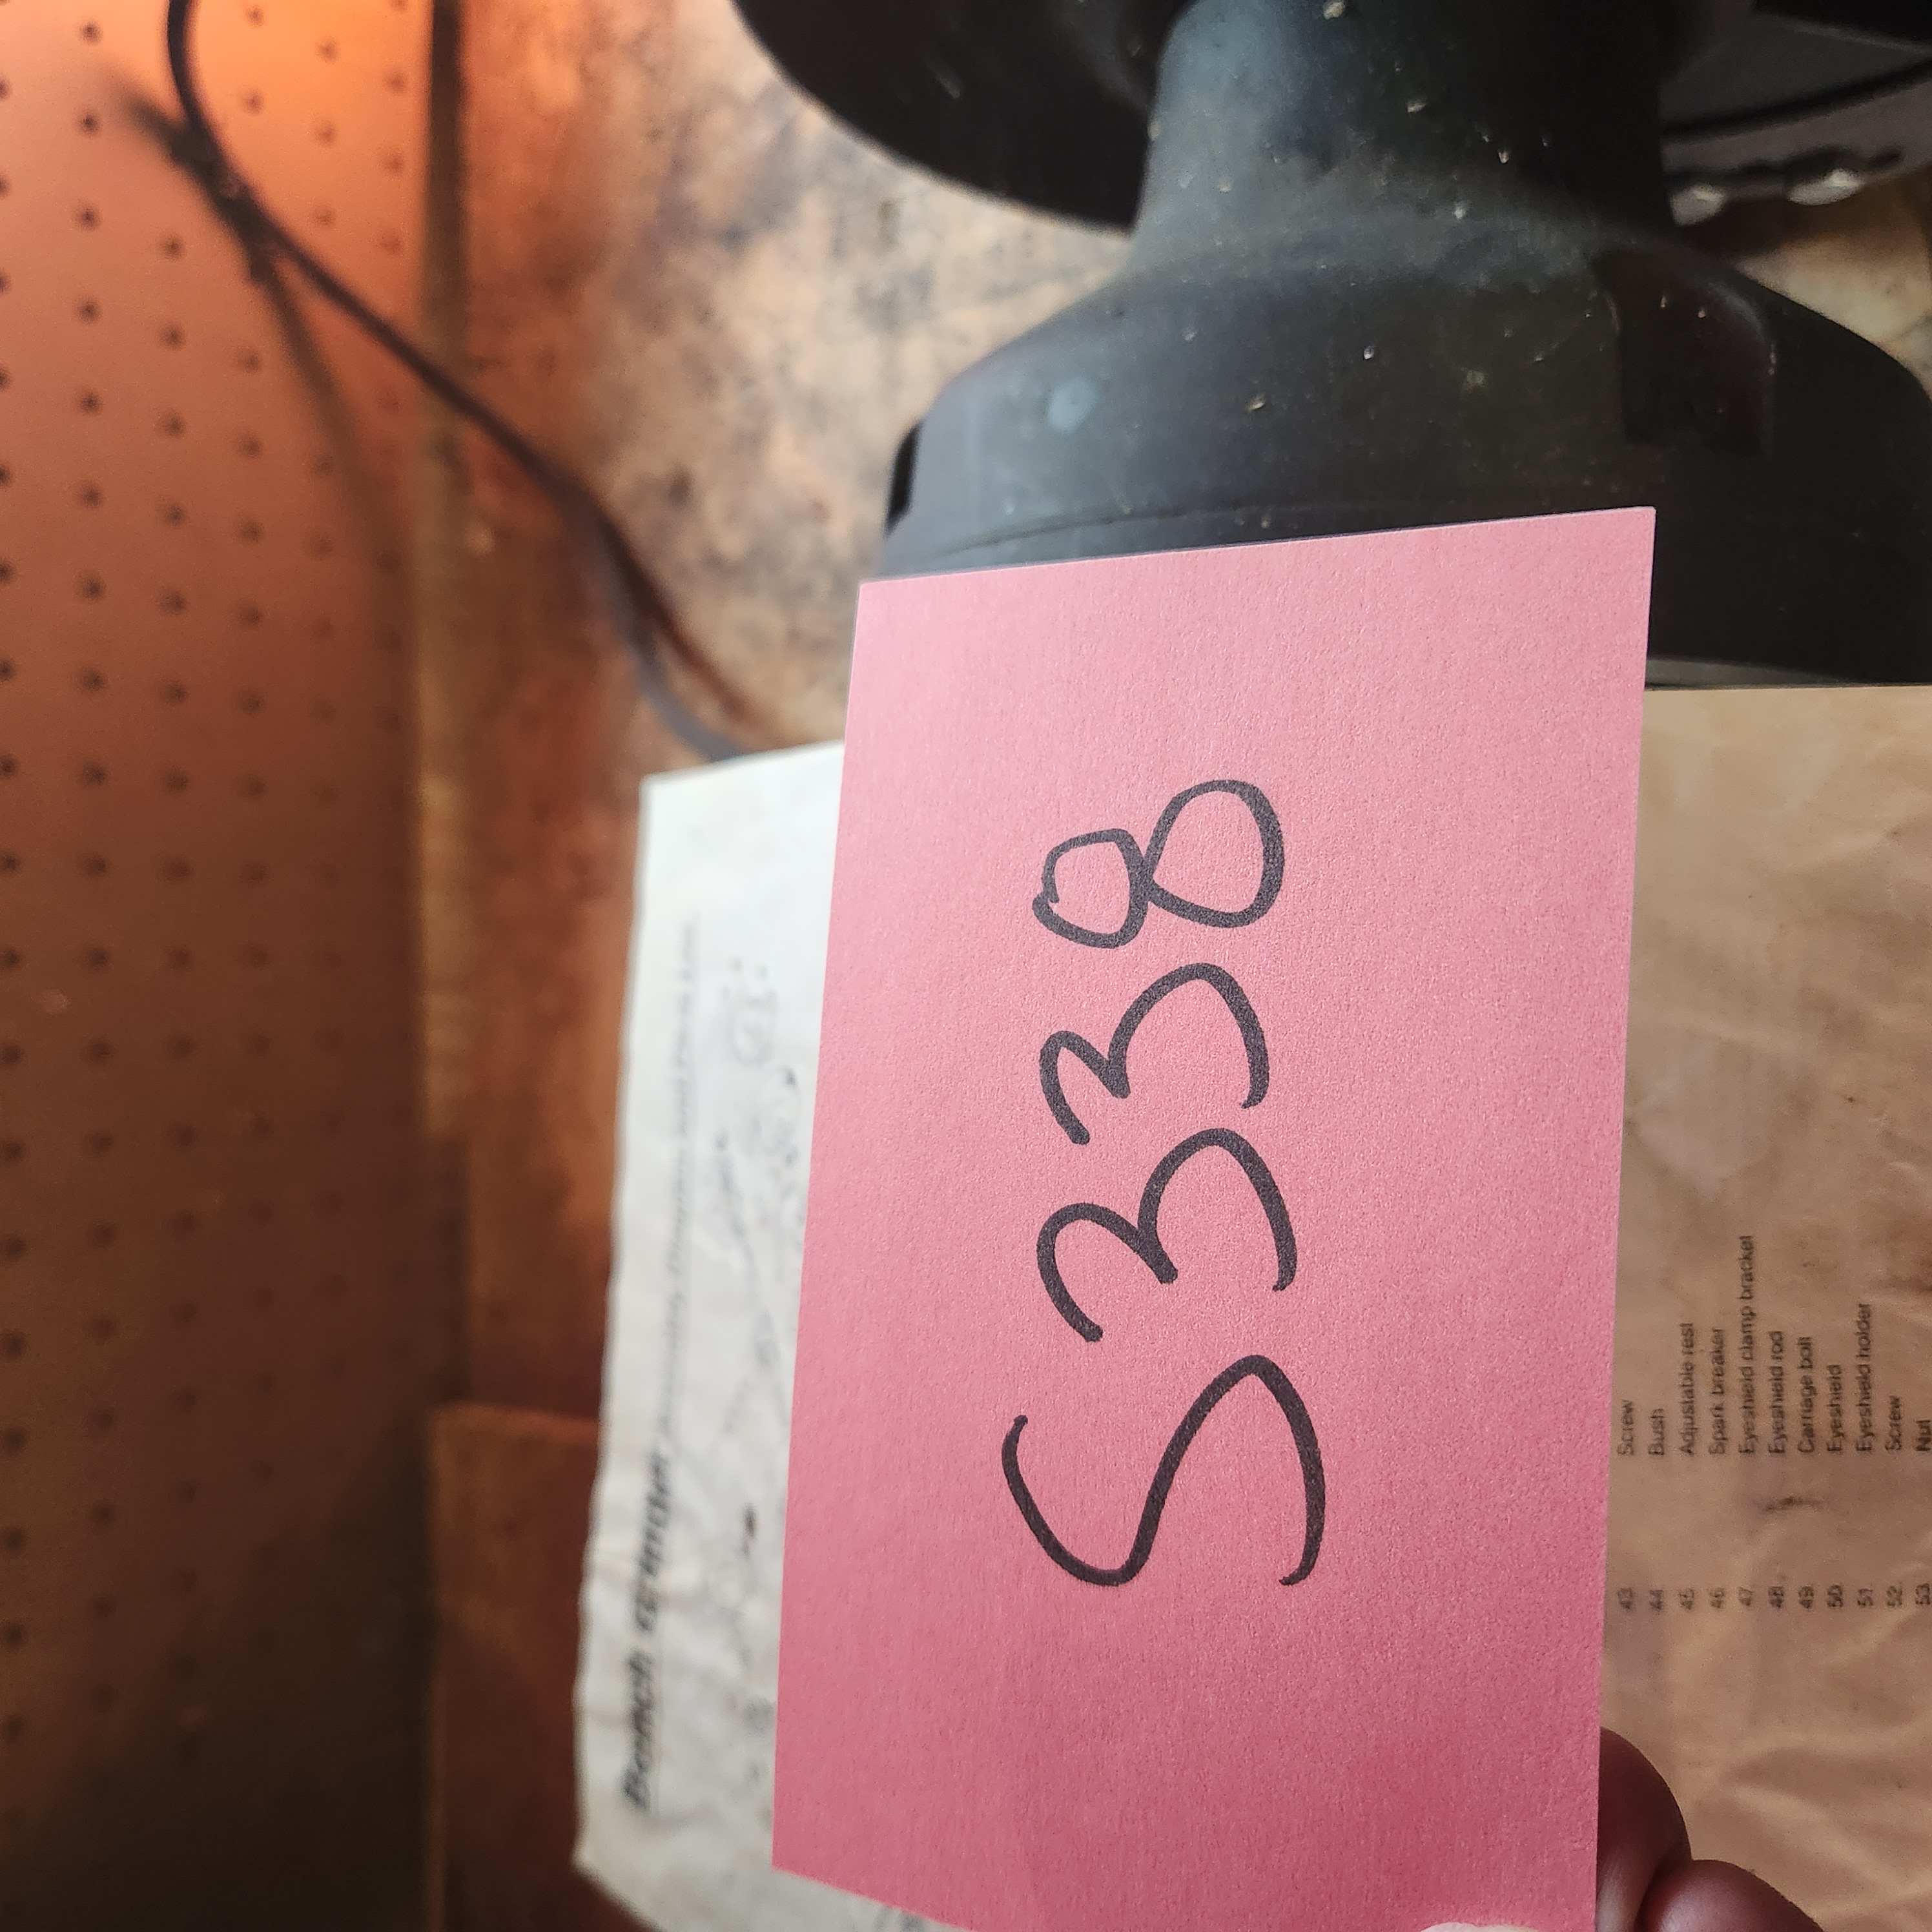 S338
Bench Grinder
43. Screw
44. Bush
45. Adjustable rest
46. Spark breaker
47. Eyeshield clamp bracket
48. Eyeshield rod
49. Carriage bolt
50. Eyeshield
51. Eyeshield holder
52. Screw
53. Nut